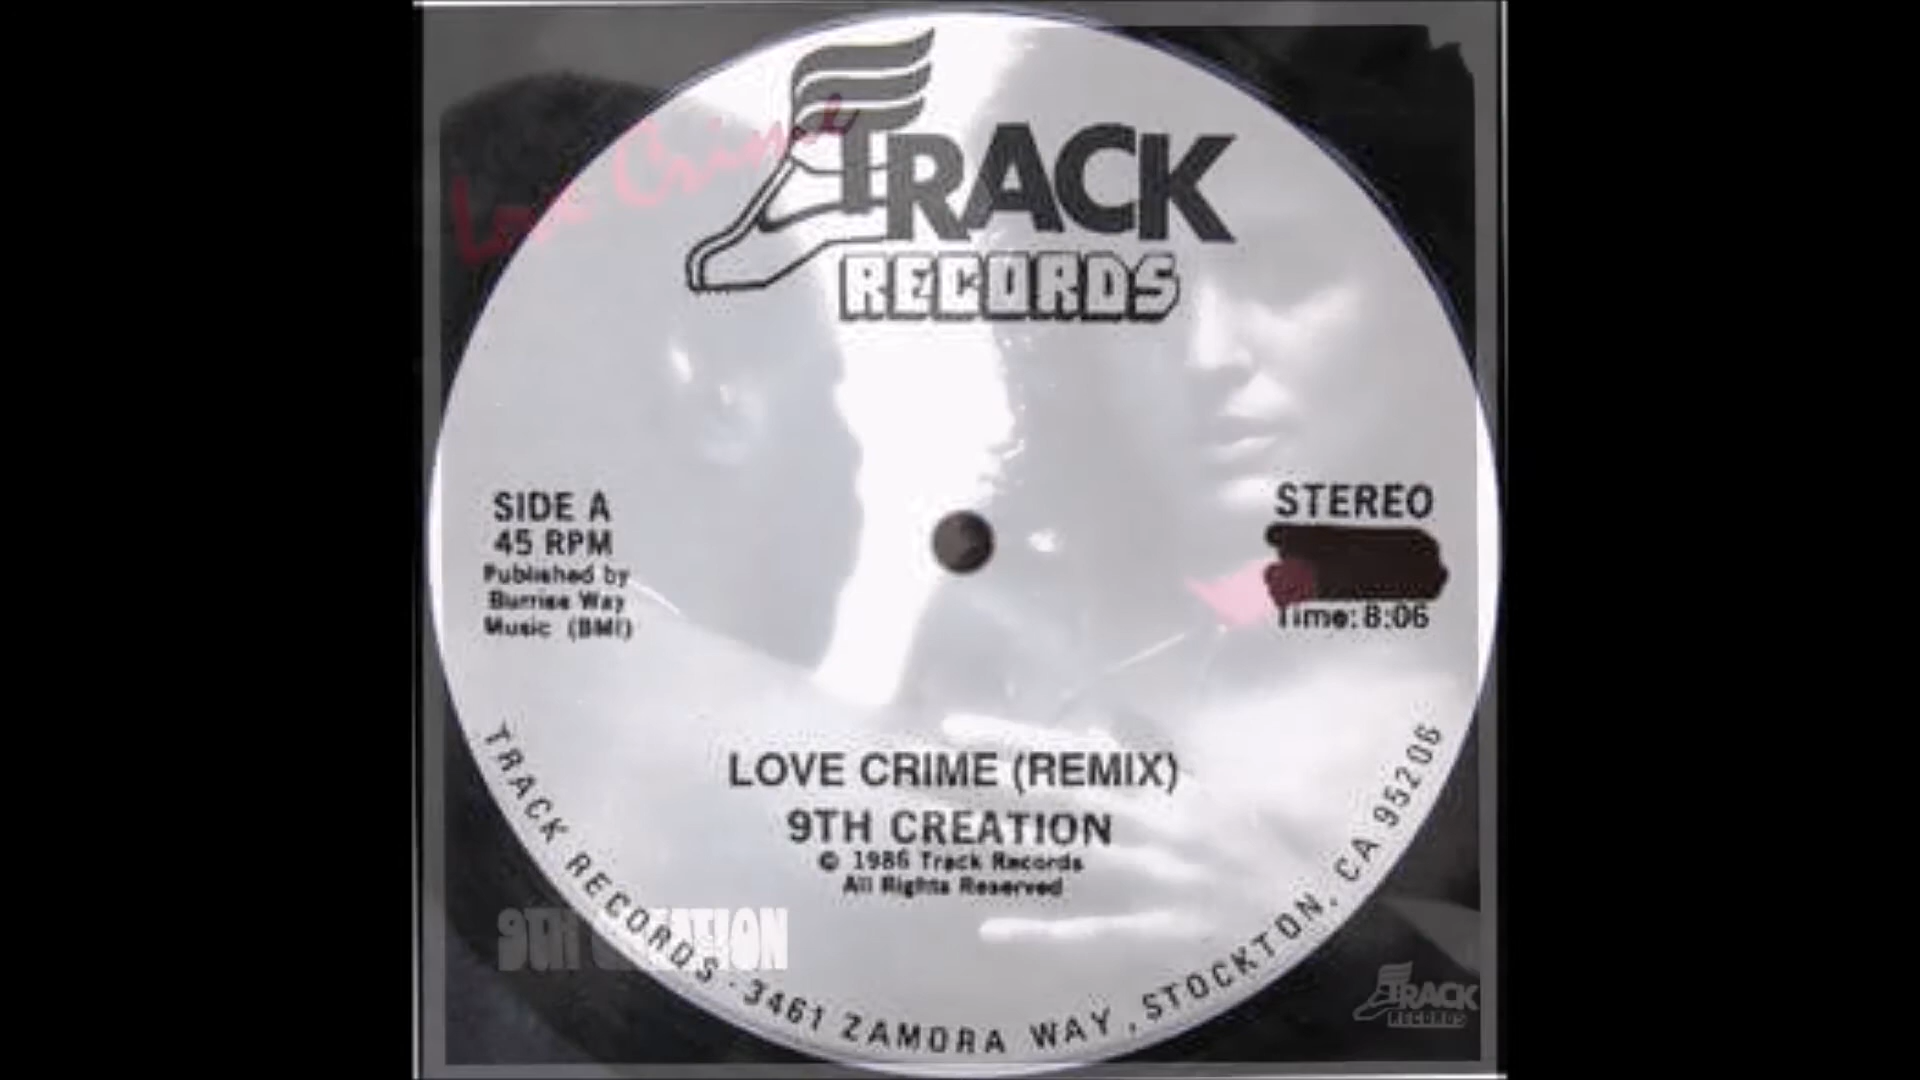 Love Crime
TRACK
RECORDS
SIDE A
45 RPM
Published by
Burrise Way
Music (BMI)
STEREO
Time: 8:06
LOVE CRIME (REMIX)
9TH CREATION
© 1986 Track Records
All Rights Reserved
TRACK RECORDS · 3461 ZAMORA WAY, STOCKTON, CA 95206
9TH CREATION
TRACK
RECORDS